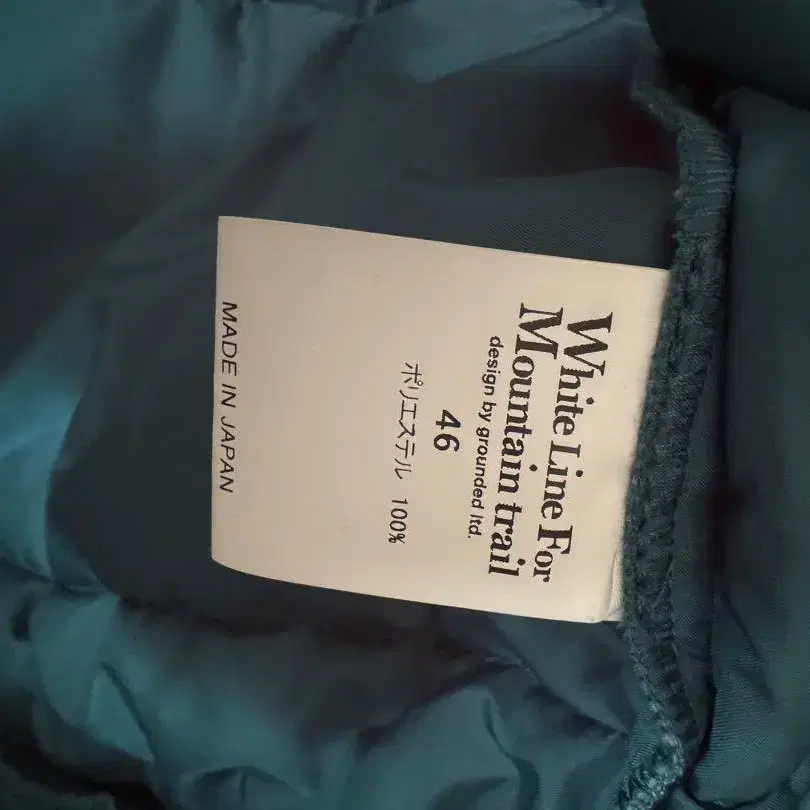 White Line For
Mountain trail
design by grounded ltd.
46
ポリエステル 100%
MADE IN JAPAN